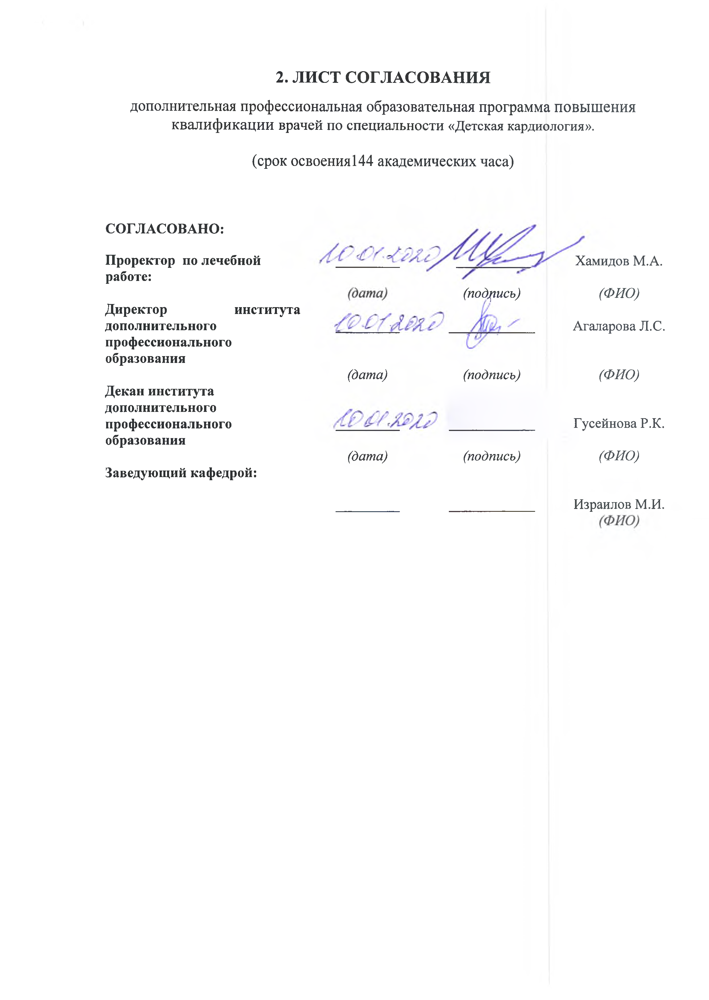 2. ЛИСТ СОГЛАСОВАНИЯ
дополнительная профессиональная образовательная программа повышения
квалификации врачей по специальности «Детская кардиология».
(срок освоения144 академических часа)
СОГЛАСОВАНО:
Проректор по лечебной 10.01.2020 Хамидов М.А.
работе:
(дата) (подпись) (ФИО)
Директор института
дополнительного 10.01.2020 Агаларова Л.С.
профессионального
образования
(дата) (подпись) (ФИО)
Декан института
дополнительного
профессионального 10.01.2020 Гусейнова Р.К.
образования
(дата) (подпись) (ФИО)
Заведующий кафедрой:
Израилов М.И.
(ФИО)